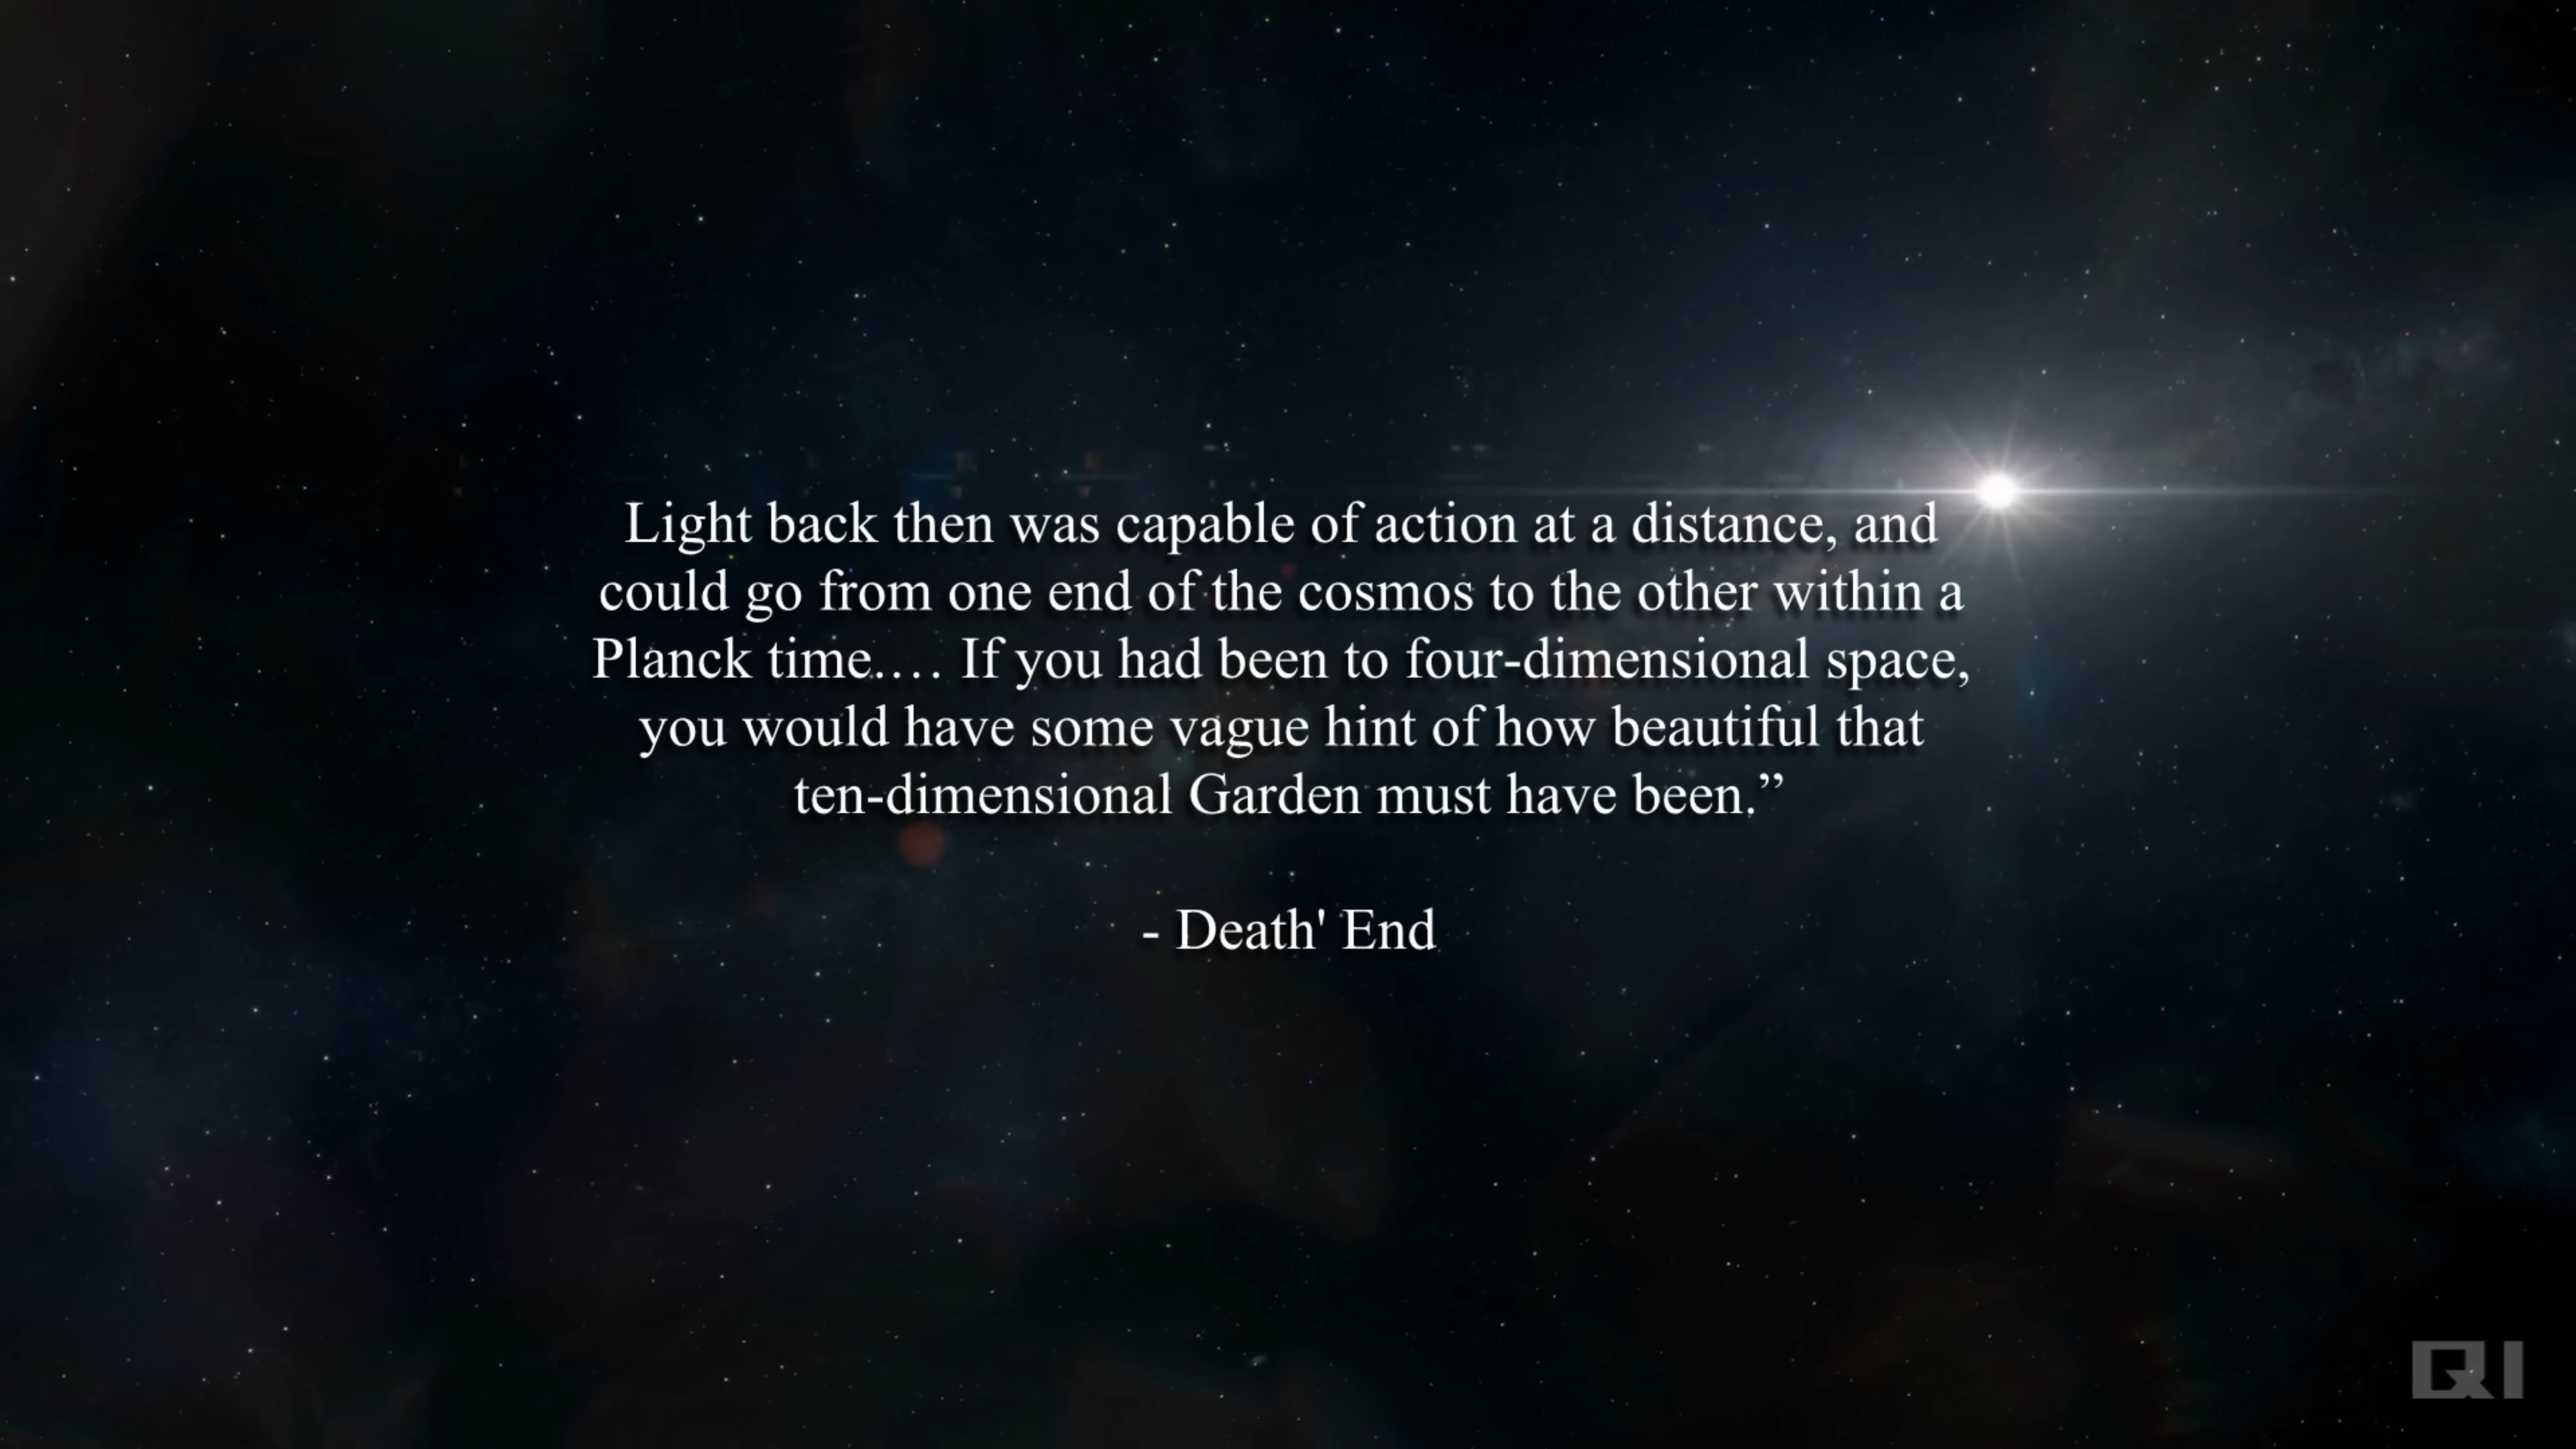 Light back then was capable of action at a distance, and
could go from one end of the cosmos to the other within a
Planck time.… If you had been to four-dimensional space,
you would have some vague hint of how beautiful that
ten-dimensional Garden must have been.”
- Death' End
QI